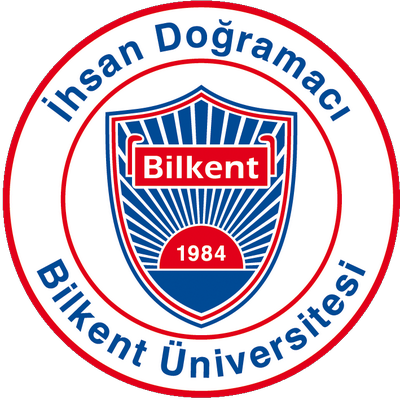 İhsan Doğramacı
Bilkent
1984
Bilkent Üniversitesi